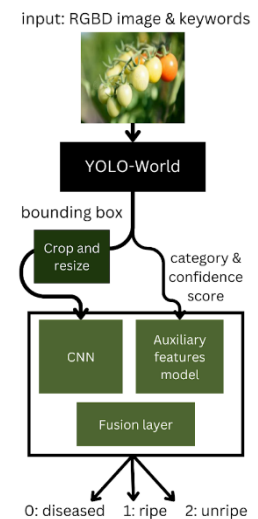 input: RGBD image & keywords
YOLO-World
bounding box
Crop and
resize
category &
confidence
score
CNN
Auxiliary
features
model
Fusion layer
0: diseased 1: ripe 2: unripe